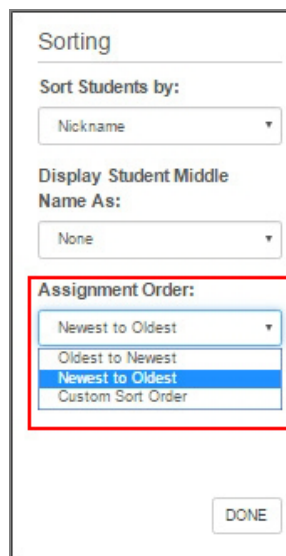 Sorting
Sort Students by:
Nickname
Display Student Middle
Name As:
None
Assignment Order:
Newest to Oldest
Oldest to Newest
Newest to Oldest
Custom Sort Order
DONE